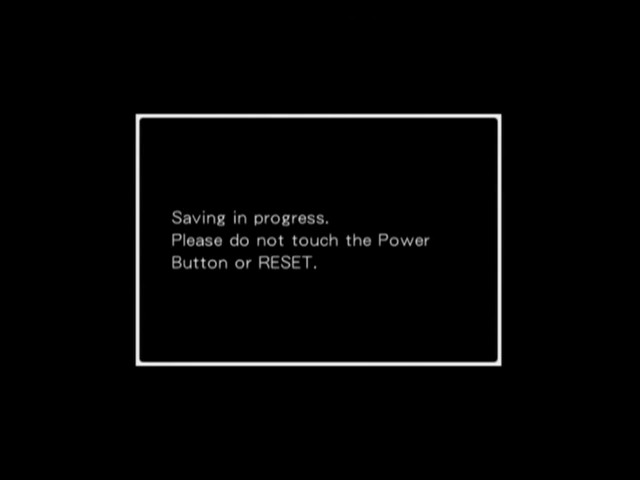 Saving in progress.
Please do not touch the Power
Button or RESET.